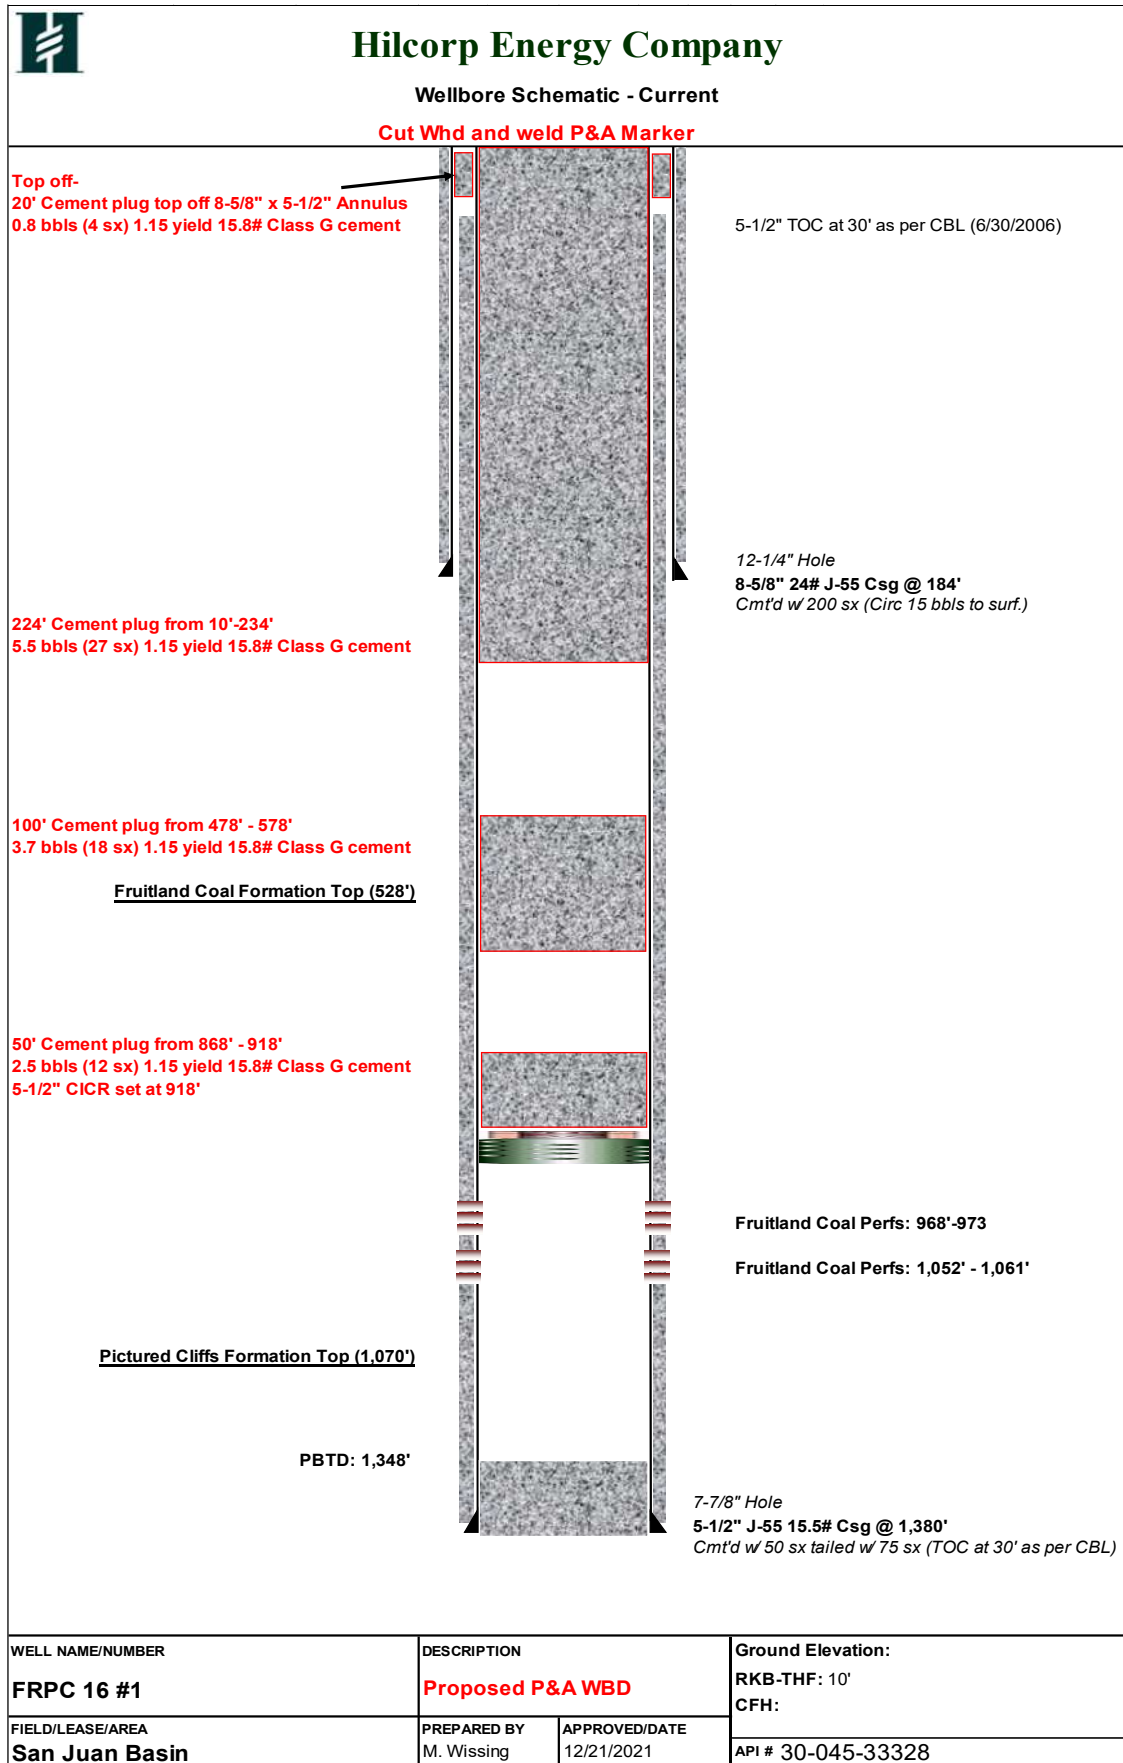 Hilcorp Energy Company
Wellbore Schematic - Current
Cut Whd and weld P&A Marker
Top off-
20' Cement plug top off 8-5/8" x 5-1/2" Annulus
0.8 bbls (4 sx) 1.15 yield 15.8# Class G cement
5-1/2" TOC at 30' as per CBL (6/30/2006)
12-1/4" Hole
8-5/8" 24# J-55 Csg @ 184'
Cmt'd w/ 200 sx (Circ 15 bbls to surf.)
224' Cement plug from 10'-234'
5.5 bbls (27 sx) 1.15 yield 15.8# Class G cement
100' Cement plug from 478' - 578'
3.7 bbls (18 sx) 1.15 yield 15.8# Class G cement
Fruitland Coal Formation Top (528')
50' Cement plug from 868' - 918'
2.5 bbls (12 sx) 1.15 yield 15.8# Class G cement
5-1/2" CICR set at 918'
Fruitland Coal Perfs: 968'-973
Fruitland Coal Perfs: 1,052' - 1,061'
Pictured Cliffs Formation Top (1,070')
PBTD: 1,348'
7-7/8" Hole
5-1/2" J-55 15.5# Csg @ 1,380'
Cmt'd w/ 50 sx tailed w/ 75 sx (TOC at 30' as per CBL)
WELL NAME/NUMBER
FRPC 16 #1
DESCRIPTION
Proposed P&A WBD
Ground Elevation:
RKB-THF: 10'
CFH:
FIELD/LEASE/AREA
San Juan Basin
PREPARED BY
M. Wissing
APPROVED/DATE
12/21/2021
API # 30-045-33328